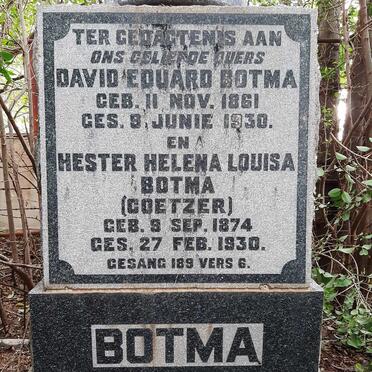 TER GEDAGTENIS AAN
ONS GELIEFDE OUERS
DAVID EDUARD BOTMA
GEB. 11 NOV. 1861
GES. 9. JUNIE 1930.
EN
HESTER HELENA LOUISA
BOTMA
(COETZER)
GEB. 9 SEP. 1874
GES. 27 FEB. 1930.
GESANG 189 VERS 6.
BOTMA